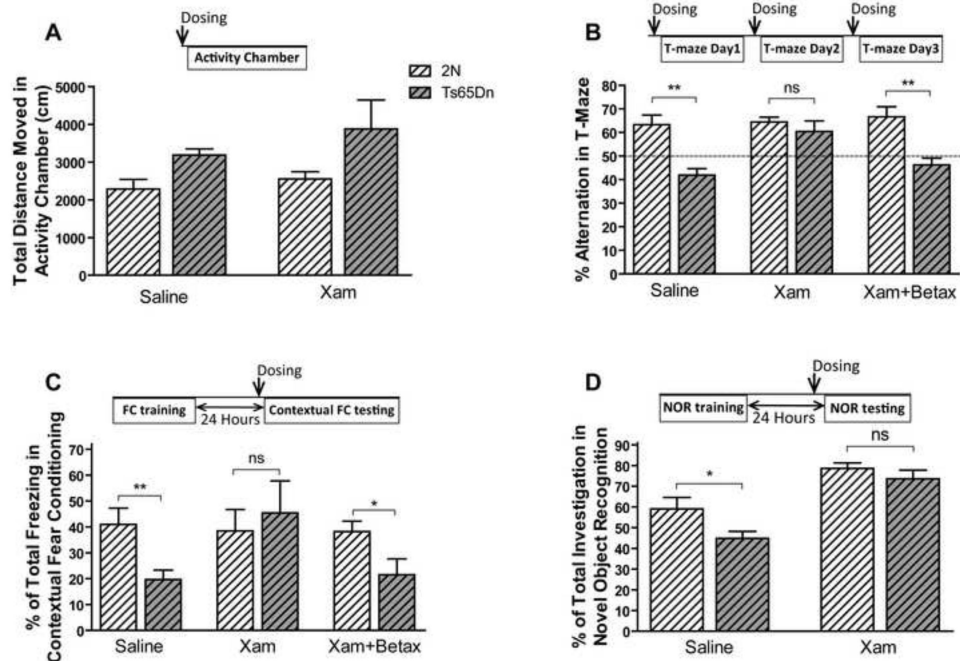 A
Dosing
Activity Chamber
2N
Ts65Dn
Total Distance Moved in
Activity Chamber (cm)
5000
4000
3000
2000
1000
0
Saline
Xam
B
Dosing
Dosing
Dosing
T-maze Day1
T-maze Day2
T-maze Day3
% Alternation in T-Maze
80
70
60
50
40
30
20
10
0
**
ns
**
Saline
Xam
Xam+Betax
C
Dosing
FC training
24 Hours
Contextual FC testing
% of Total Freezing in
Contextual Fear Conditioning
70
60
50
40
30
20
10
0
**
ns
*
Saline
Xam
Xam+Betax
D
Dosing
NOR training
24 Hours
NOR testing
% of Total Investigation in
Novel Object Recognition
90
80
70
60
50
40
30
20
10
0
*
ns
Saline
Xam